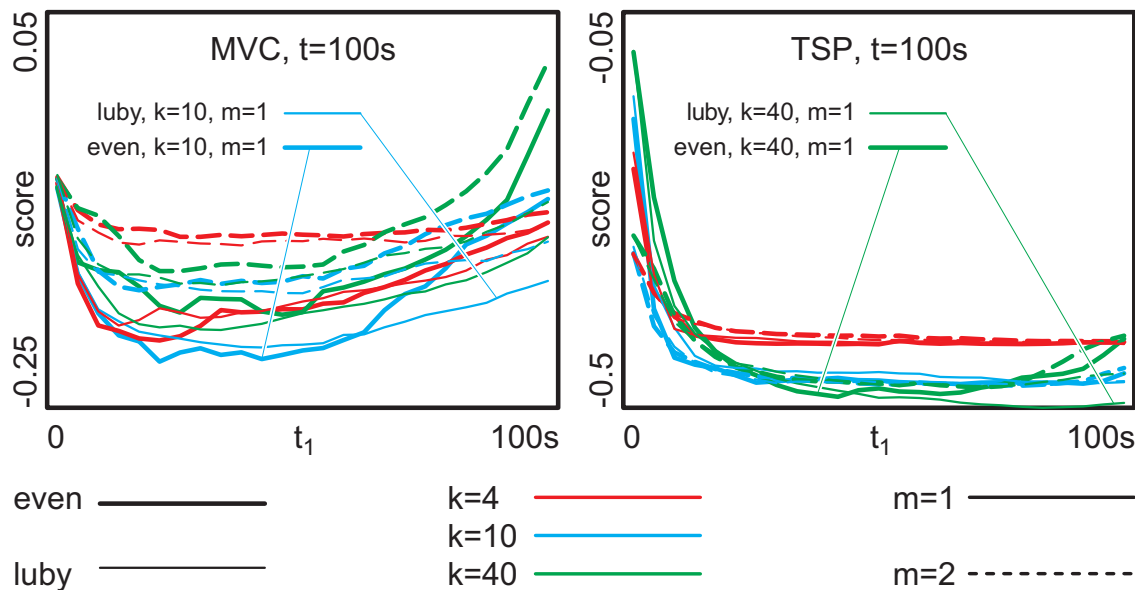 0.05
score
-0.25
MVC, t=100s
luby, k=10, m=1
even, k=10, m=1
0
t1
100s
-0.05
score
-0.5
TSP, t=100s
luby, k=40, m=1
even, k=40, m=1
0
t1
100s
even
k=4
m=1
k=10
luby
k=40
m=2